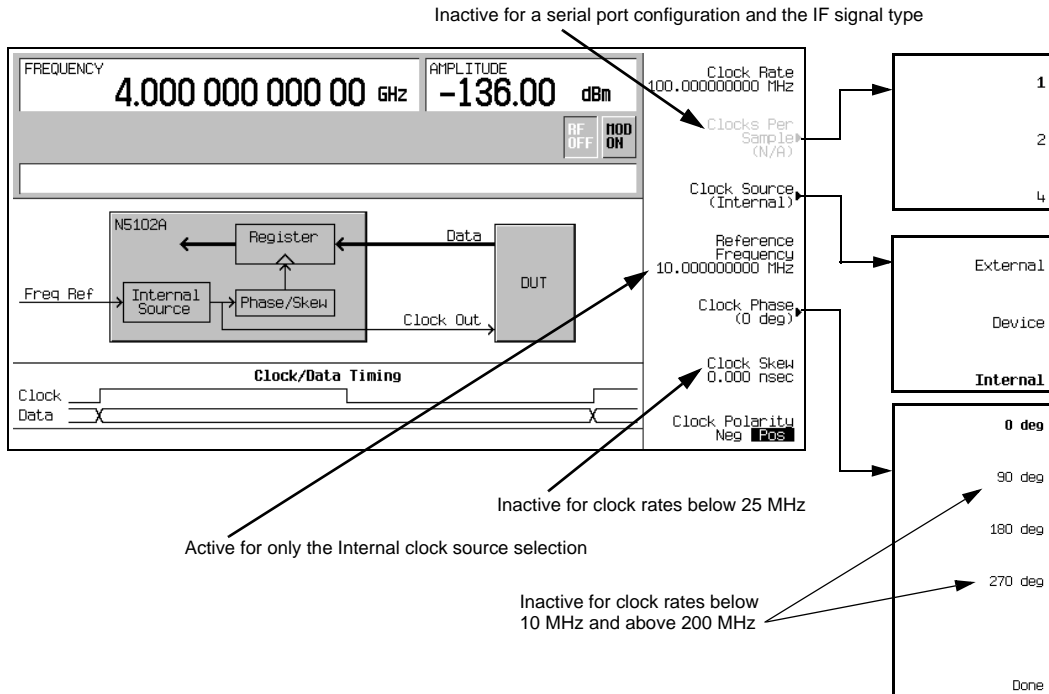 Inactive for a serial port configuration and the IF signal type
FREQUENCY
4.000 000 000 00 GHz
AMPLITUDE
-136.00 dBm
RF
OFF
MOD
ON
N5102A
Register
Data
DUT
Freq Ref
Internal
Source
Phase/Skew
Clock Out
Clock/Data Timing
Clock
Data
Clock Rate
100.000000000 MHz
Clocks Per
Sample
(N/A)
Clock Source
(Internal)
Reference
Frequency
10.000000000 MHz
Clock Phase
(0 deg)
Clock Skew
0.000 nsec
Clock Polarity
Neg Pos
1
2
4
External
Device
Internal
0 deg
90 deg
180 deg
270 deg
Done
Inactive for clock rates below 25 MHz
Active for only the Internal clock source selection
Inactive for clock rates below
10 MHz and above 200 MHz